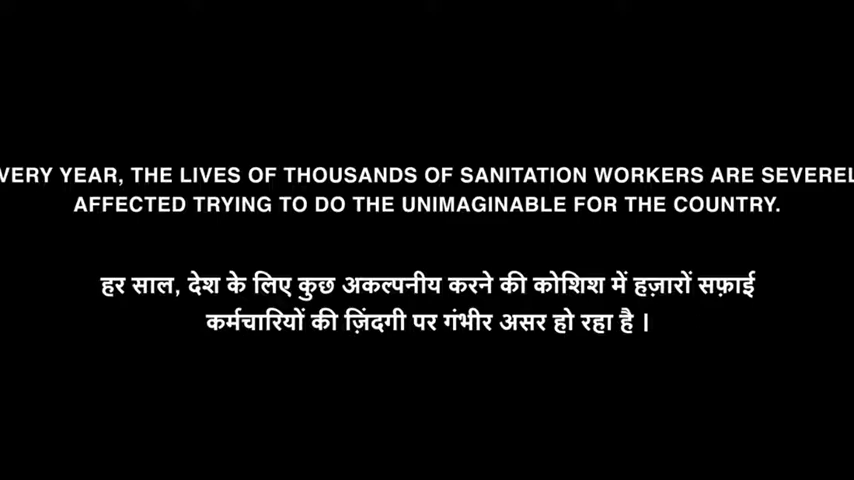 VERY YEAR, THE LIVES OF THOUSANDS OF SANITATION WORKERS ARE SEVEREL
AFFECTED TRYING TO DO THE UNIMAGINABLE FOR THE COUNTRY.
हर साल, देश के लिए कुछ अकल्पनीय करने की कोशिश में हज़ारों सफ़ाई
कर्मचारियों की ज़िंदगी पर गंभीर असर हो रहा है ।